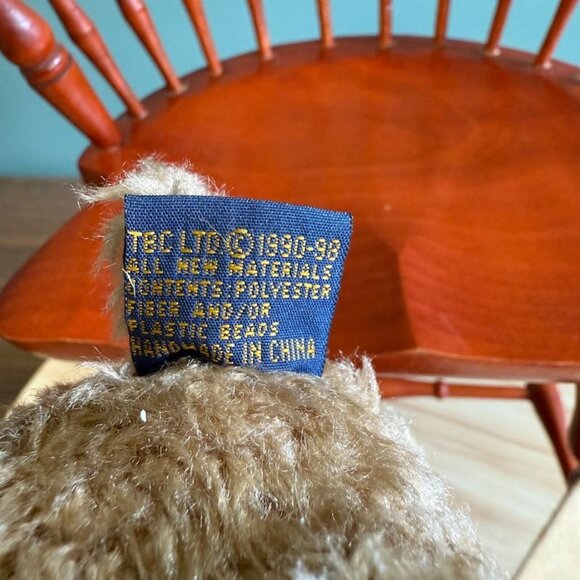 TBC LTD © 1990-98
ALL NEW MATERIALS
CONTENTS: POLYESTER
FIBER AND/OR
PLASTIC BEADS
HANDMADE IN CHINA